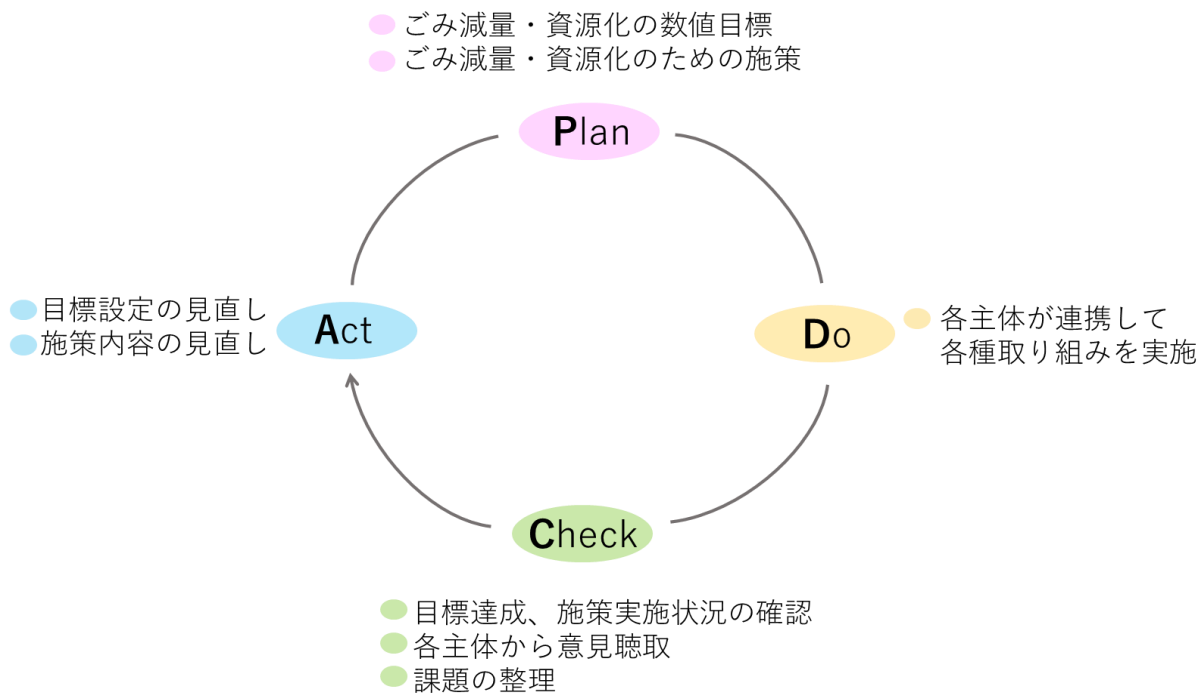 ごみ減量・資源化の数値目標
ごみ減量・資源化のための施策
Plan
目標設定の見直し
施策内容の見直し
Act
Do
各主体が連携して
各種取り組みを実施
Check
目標達成、施策実施状況の確認
各主体から意見聴取
課題の整理